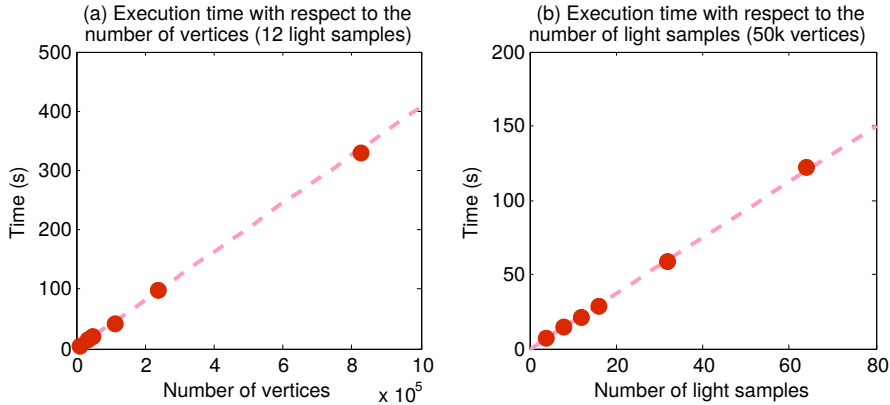 (a) Execution time with respect to the
number of vertices (12 light samples)
500
400
300
200
100
0
Time (s)
0
2
4
6
8
10
Number of vertices
x 10^5
(b) Execution time with respect to the
number of light samples (50k vertices)
200
150
100
50
0
Time (s)
0
20
40
60
80
Number of light samples